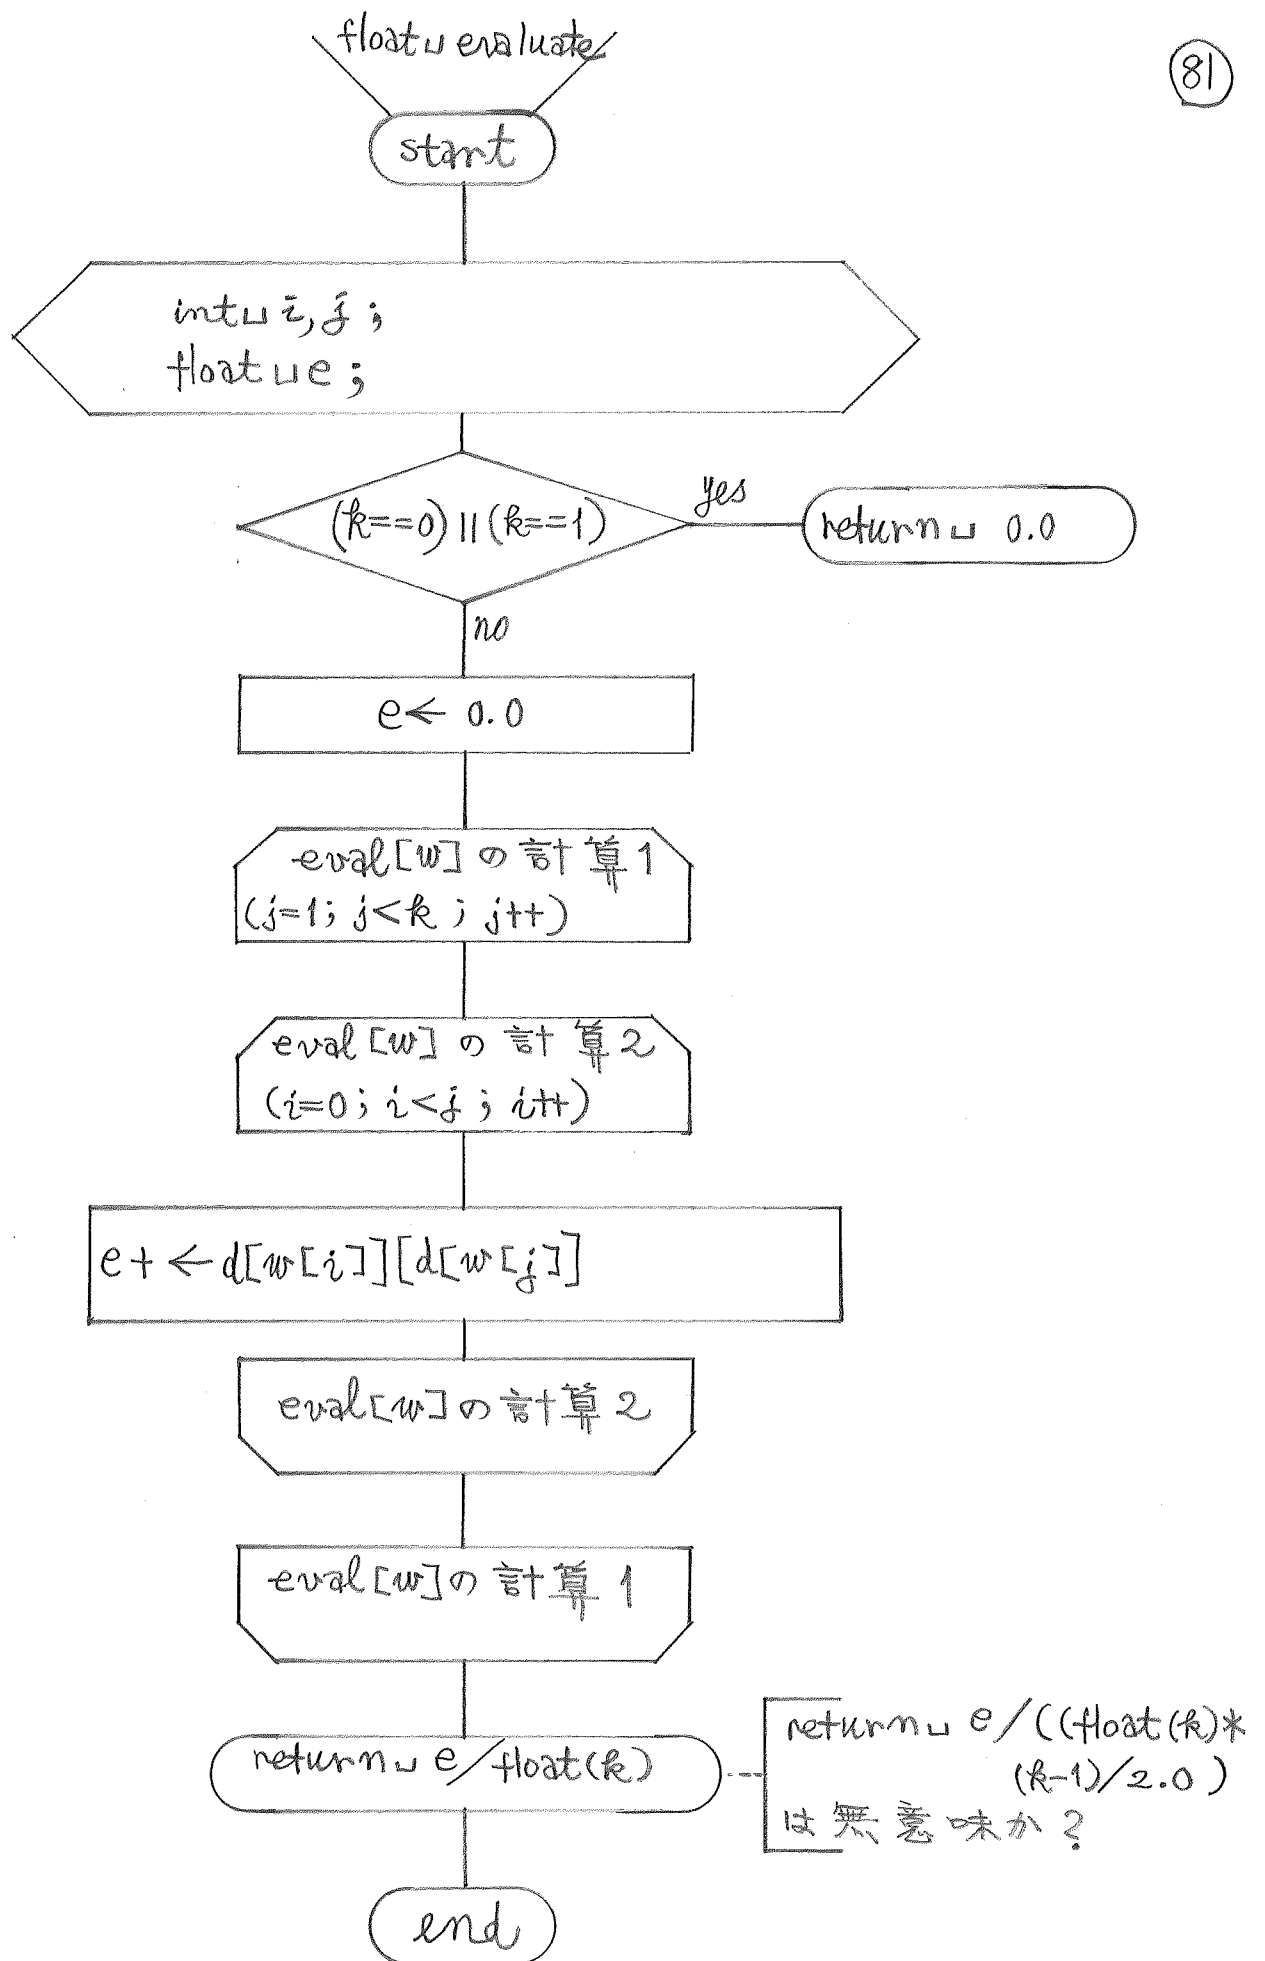 float␣evaluate
81
start
int␣i,j;
float␣e;
(k==0)||(k==1)
yes
return␣ 0.0
no
e← 0.0
eval[w]の計算1
(j=1; j<k; j++)
eval[w]の計算2
(i=0; i<j; i++)
e+←d[w[i]][d[w[j]]
eval[w]の計算2
eval[w]の計算1
return␣e/float(k)
return␣e/((float(k)*
(k-1)/2.0)
は無意味か?
end